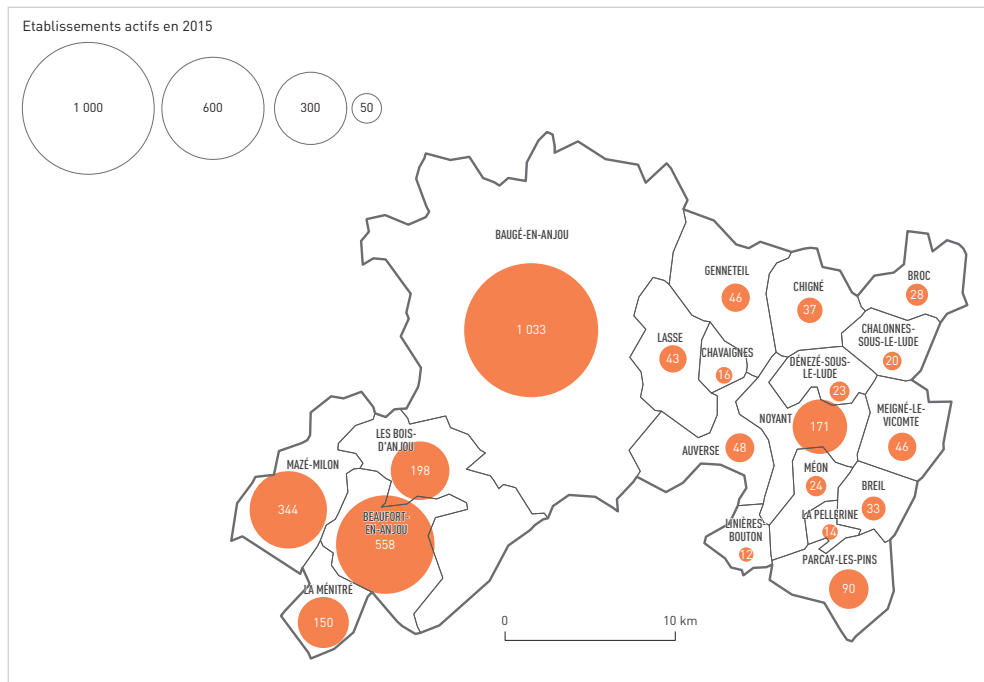 Etablissements actifs en 2015
1 000
600
300
50
BAUGÉ-EN-ANJOU
1 033
GENNETEIL
46
CHIGNÉ
37
BROC
28
CHALONNES-
SOUS-LE-LUDE
20
LASSE
43
CHAVAIGNES
16
DÉNEZÉ-SOUS-
LE-LUDE
23
NOYANT
171
MEIGNÉ-LE-
VICOMTE
46
AUVERSE
48
MÉON
24
BREIL
33
LA PELLERINE
14
LINIÈRES-
BOUTON
12
PARCAY-LES-PINS
90
LES BOIS-
D'ANJOU
198
MAZÉ-MILON
344
BEAUFORT-
EN-ANJOU
558
LA MÉNITRÉ
150
0
10 km